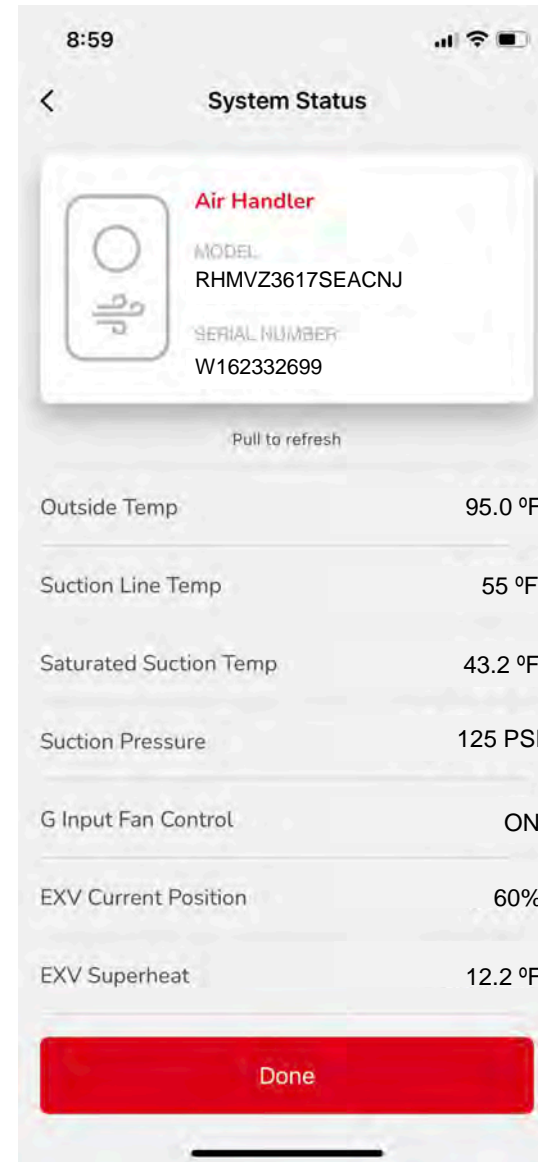 8:59
System Status
Air Handler
MODEL
RHMVZ3617SEACNJ
SERIAL NUMBER
W162332699
Pull to refresh
Outside Temp 95.0 ºF
Suction Line Temp 55 ºF
Saturated Suction Temp 43.2 ºF
Suction Pressure 125 PSI
G Input Fan Control ON
EXV Current Position 60%
EXV Superheat 12.2 ºF
Done